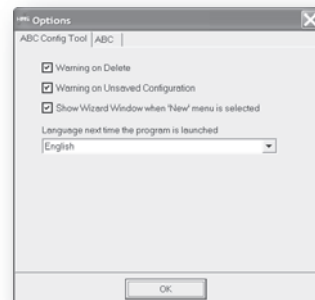 Options
ABC Config Tool
ABC
Warning on Delete
Warning on Unsaved Configuration
Show Wizard Window when 'New' menu is selected
Language next time the program is launched
English
OK